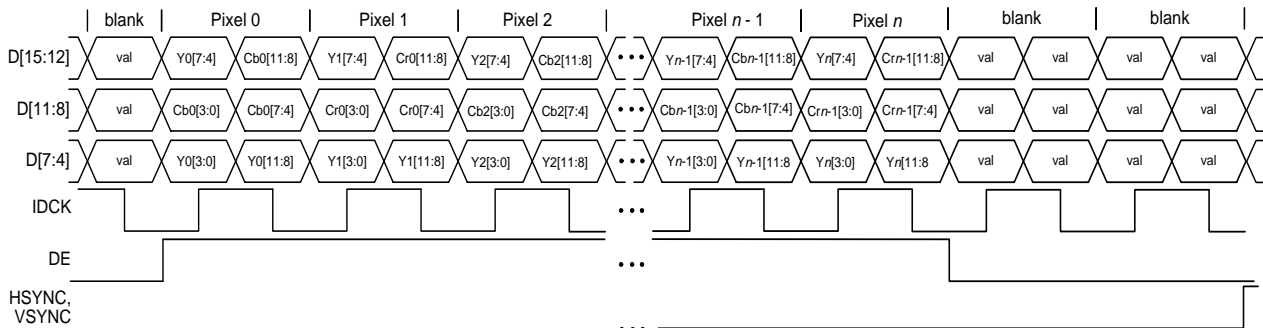 blank Pixel 0 Pixel 1 Pixel 2 Pixel n - 1 Pixel n blank blank
D[15:12] val Y0[7:4] Cb0[11:8] Y1[7:4] Cr0[11:8] Y2[7:4] Cb2[11:8] ••• Yn-1[7:4] Cbn-1[11:8] Yn[7:4] Crn-1[11:8] val val val val
D[11:8] val Cb0[3:0] Cb0[7:4] Cr0[3:0] Cr0[7:4] Cb2[3:0] Cb2[7:4] ••• Cbn-1[3:0] Cbn-1[7:4] Crn-1[3:0] Crn-1[7:4] val val val val
D[7:4] val Y0[3:0] Y0[11:8] Y1[3:0] Y1[11:8] Y2[3:0] Y2[11:8] ••• Yn-1[3:0] Yn-1[11:8 Yn[3:0] Yn[11:8 val val val val
IDCK •••
DE •••
HSYNC,
VSYNC •••